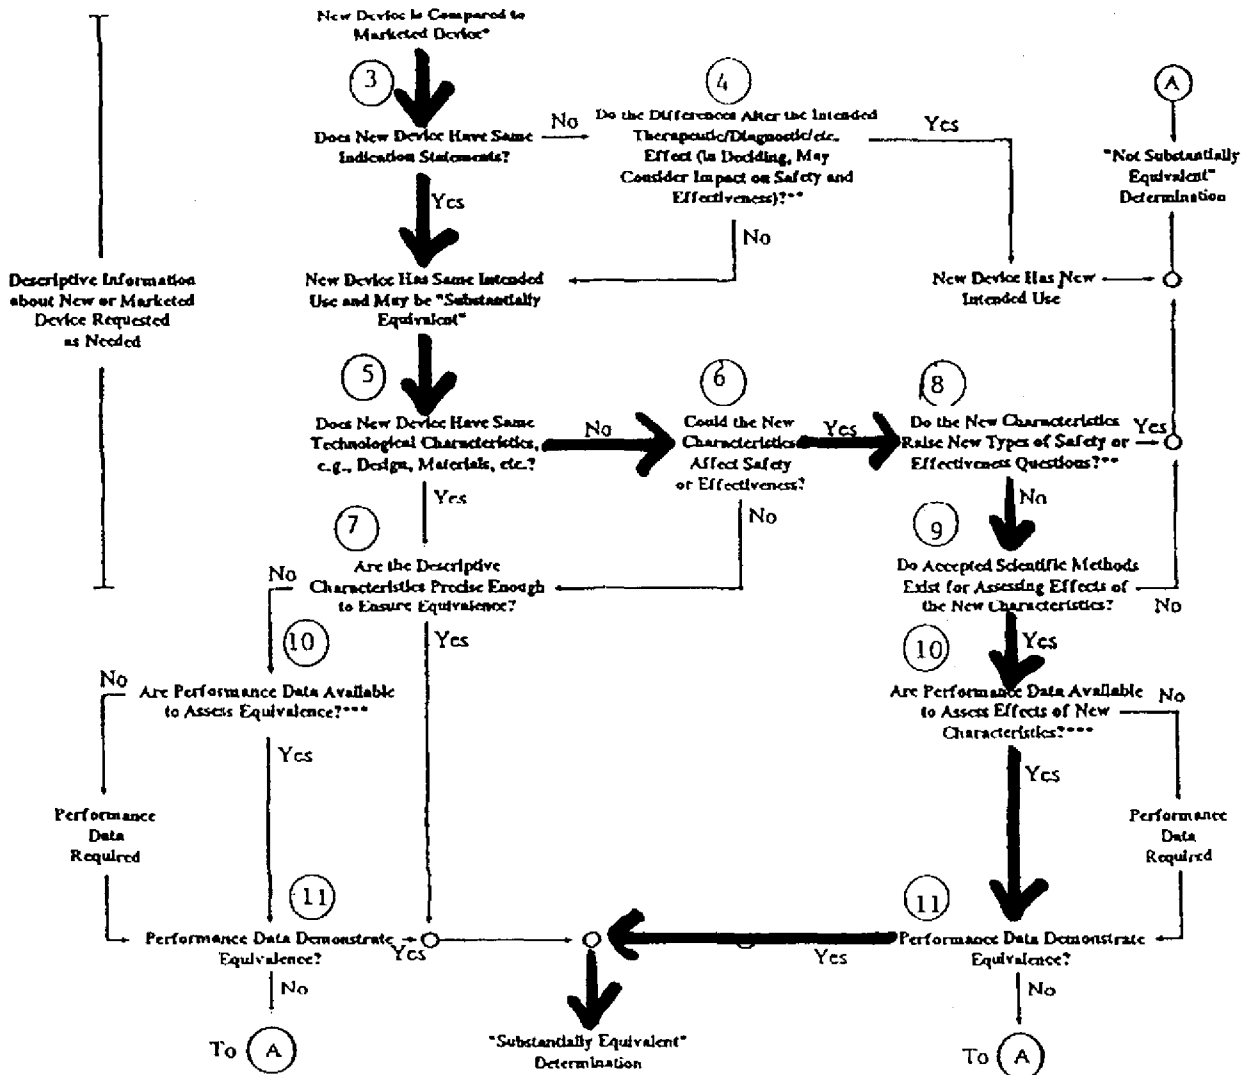 New Device is Compared to
Marketed Device*
3
4
A
Does New Device Have Same
Indication Statements?
No
Do the Differences Alter the Intended
Therapeutic/Diagnostic/etc.
Effect (in Deciding, May
Consider Impact on Safety and
Effectiveness)?**
Yes
"Not Substantially
Equivalent"
Determination
Yes
No
Descriptive Information
about New or Marketed
Device Requested
as Needed
New Device Has Same Intended
Use and May be "Substantially
Equivalent"
New Device Has New
Intended Use
5
6
8
Does New Device Have Same
Technological Characteristics,
e.g., Design, Materials, etc.?
No
Could the New
Characteristics
Affect Safety
or Effectiveness?
Yes
Do the New Characteristics
Raise New Types of Safety or
Effectiveness Questions?**
Yes
Yes
No
No
7
9
No
Are the Descriptive
Characteristics Precise Enough
to Ensure Equivalence?
Do Accepted Scientific Methods
Exist for Assessing Effects of
the New Characteristics?
No
10
Yes
10
Yes
No
Are Performance Data Available
to Assess Equivalence?***
Are Performance Data Available
to Assess Effects of New
Characteristics?***
No
Yes
Yes
Performance
Data
Required
Performance
Data
Required
11
11
Performance Data Demonstrate
Equivalence?
Yes
Yes
Performance Data Demonstrate
Equivalence?
No
No
To A
"Substantially Equivalent"
Determination
To A